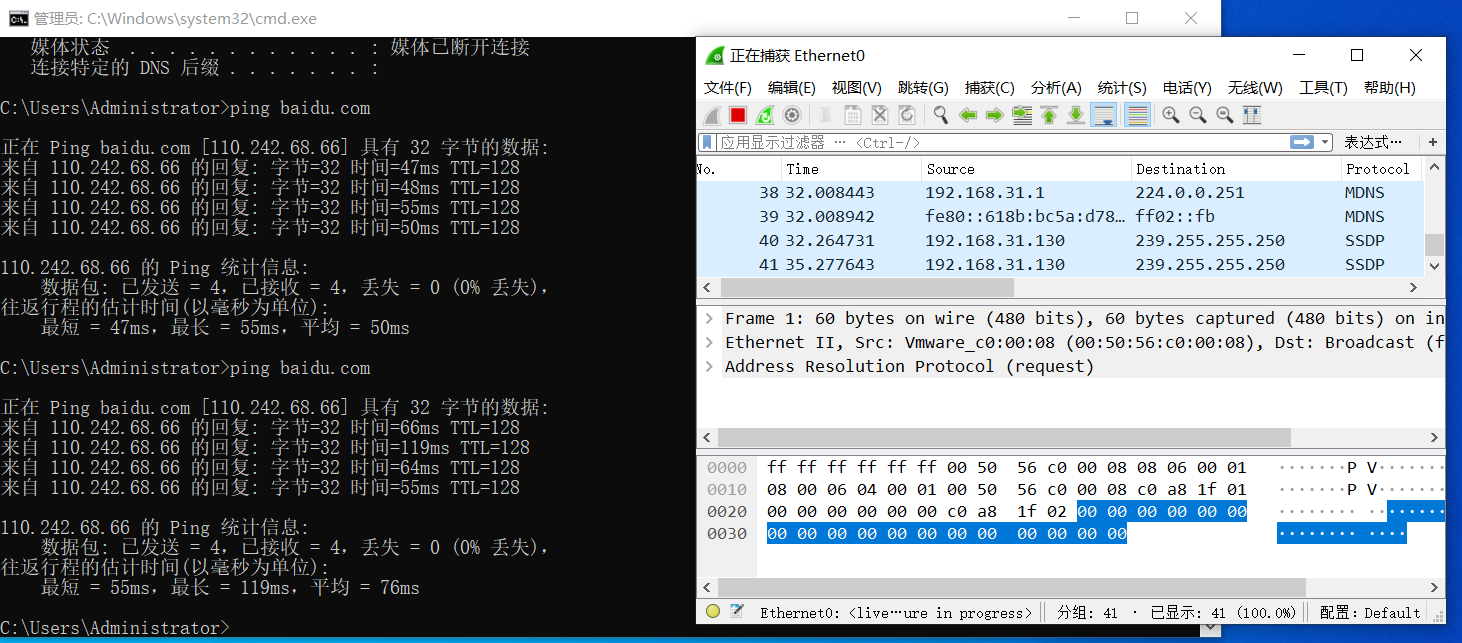 管理员: C:\Windows\system32\cmd.exe
媒体状态 . . . . . . . . . . . . : 媒体已断开连接
连接特定的 DNS 后缀 . . . . . . . :
C:\Users\Administrator>ping baidu.com
正在 Ping baidu.com [110.242.68.66] 具有 32 字节的数据:
来自 110.242.68.66 的回复: 字节=32 时间=47ms TTL=128
来自 110.242.68.66 的回复: 字节=32 时间=48ms TTL=128
来自 110.242.68.66 的回复: 字节=32 时间=55ms TTL=128
来自 110.242.68.66 的回复: 字节=32 时间=50ms TTL=128
110.242.68.66 的 Ping 统计信息:
数据包: 已发送 = 4，已接收 = 4，丢失 = 0 (0% 丢失)，
往返行程的估计时间(以毫秒为单位):
最短 = 47ms，最长 = 55ms，平均 = 50ms
C:\Users\Administrator>ping baidu.com
正在 Ping baidu.com [110.242.68.66] 具有 32 字节的数据:
来自 110.242.68.66 的回复: 字节=32 时间=66ms TTL=128
来自 110.242.68.66 的回复: 字节=32 时间=119ms TTL=128
来自 110.242.68.66 的回复: 字节=32 时间=64ms TTL=128
来自 110.242.68.66 的回复: 字节=32 时间=55ms TTL=128
110.242.68.66 的 Ping 统计信息:
数据包: 已发送 = 4，已接收 = 4，丢失 = 0 (0% 丢失)，
往返行程的估计时间(以毫秒为单位):
最短 = 55ms，最长 = 119ms，平均 = 76ms
C:\Users\Administrator>
正在捕获 Ethernet0
文件(F) 编辑(E) 视图(V) 跳转(G) 捕获(C) 分析(A) 统计(S) 电话(Y) 无线(W) 工具(T) 帮助(H)
应用显示过滤器 … <Ctrl-/> 表达式… +
No. Time Source Destination Protocol
38 32.008443 192.168.31.1 224.0.0.251 MDNS
39 32.008942 fe80::618b:bc5a:d78… ff02::fb MDNS
40 32.264731 192.168.31.130 239.255.255.250 SSDP
41 35.277643 192.168.31.130 239.255.255.250 SSDP
Frame 1: 60 bytes on wire (480 bits), 60 bytes captured (480 bits) on in
Ethernet II, Src: Vmware_c0:00:08 (00:50:56:c0:00:08), Dst: Broadcast (f
Address Resolution Protocol (request)
0000 ff ff ff ff ff ff 00 50 56 c0 00 08 08 06 00 01 ·······P V·······
0010 08 00 06 04 00 01 00 50 56 c0 00 08 c0 a8 1f 01 ·······P V·······
0020 00 00 00 00 00 00 c0 a8 1f 02 00 00 00 00 00 00 ········ ········
0030 00 00 00 00 00 00 00 00 00 00 00 00 ········ ····
Ethernet0: <live…ure in progress> 分组: 41 · 已显示: 41 (100.0%) 配置：Default